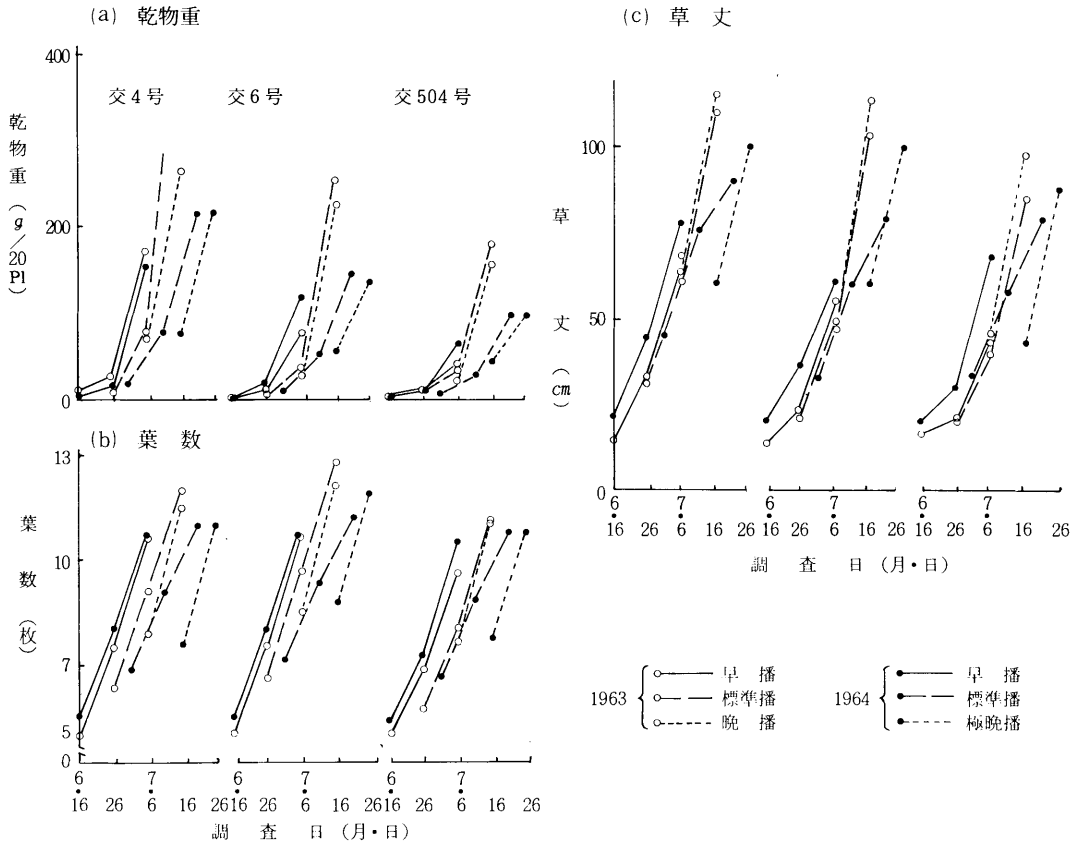 (a) 乾物重
400
交4号
交6号
交504号
乾物重(g/20Pl)
200
0
(b) 葉数
13
葉数(枚)
10
7
5
0
6・16 26 7・6 16 26
6・16 26 7・6 16 26
6・16 26 7・6 16 26
調査日(月・日)
(c) 草丈
100
草丈(cm)
50
0
6・16 26 7・6 16 26
6・16 26 7・6 16 26
6・16 26 7・6 16 26
調査日(月・日)
1963
早播
標準播
晩播
1964
早播
標準播
極晩播